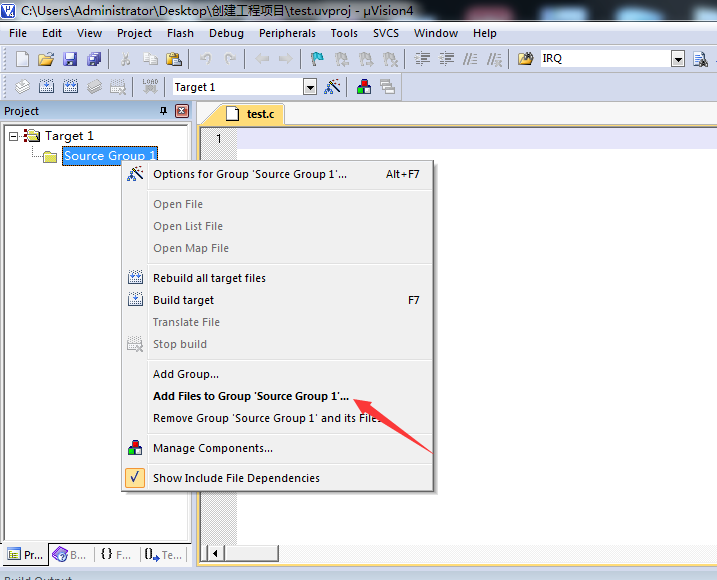 C:\Users\Administrator\Desktop\创建工程项目\test.uvproj - µVision4
File Edit View Project Flash Debug Peripherals Tools SVCS Window Help
IRQ
LOAD Target 1
Project
test.c
Target 1
1
Source Group 1
Options for Group 'Source Group 1'... Alt+F7
Open File
Open List File
Open Map File
Rebuild all target files
Build target F7
Translate File
Stop build
Add Group...
Add Files to Group 'Source Group 1'...
Remove Group 'Source Group 1' and its Files
Manage Components...
Show Include File Dependencies
Pr... B... {} F... 0 Te...
Build Output